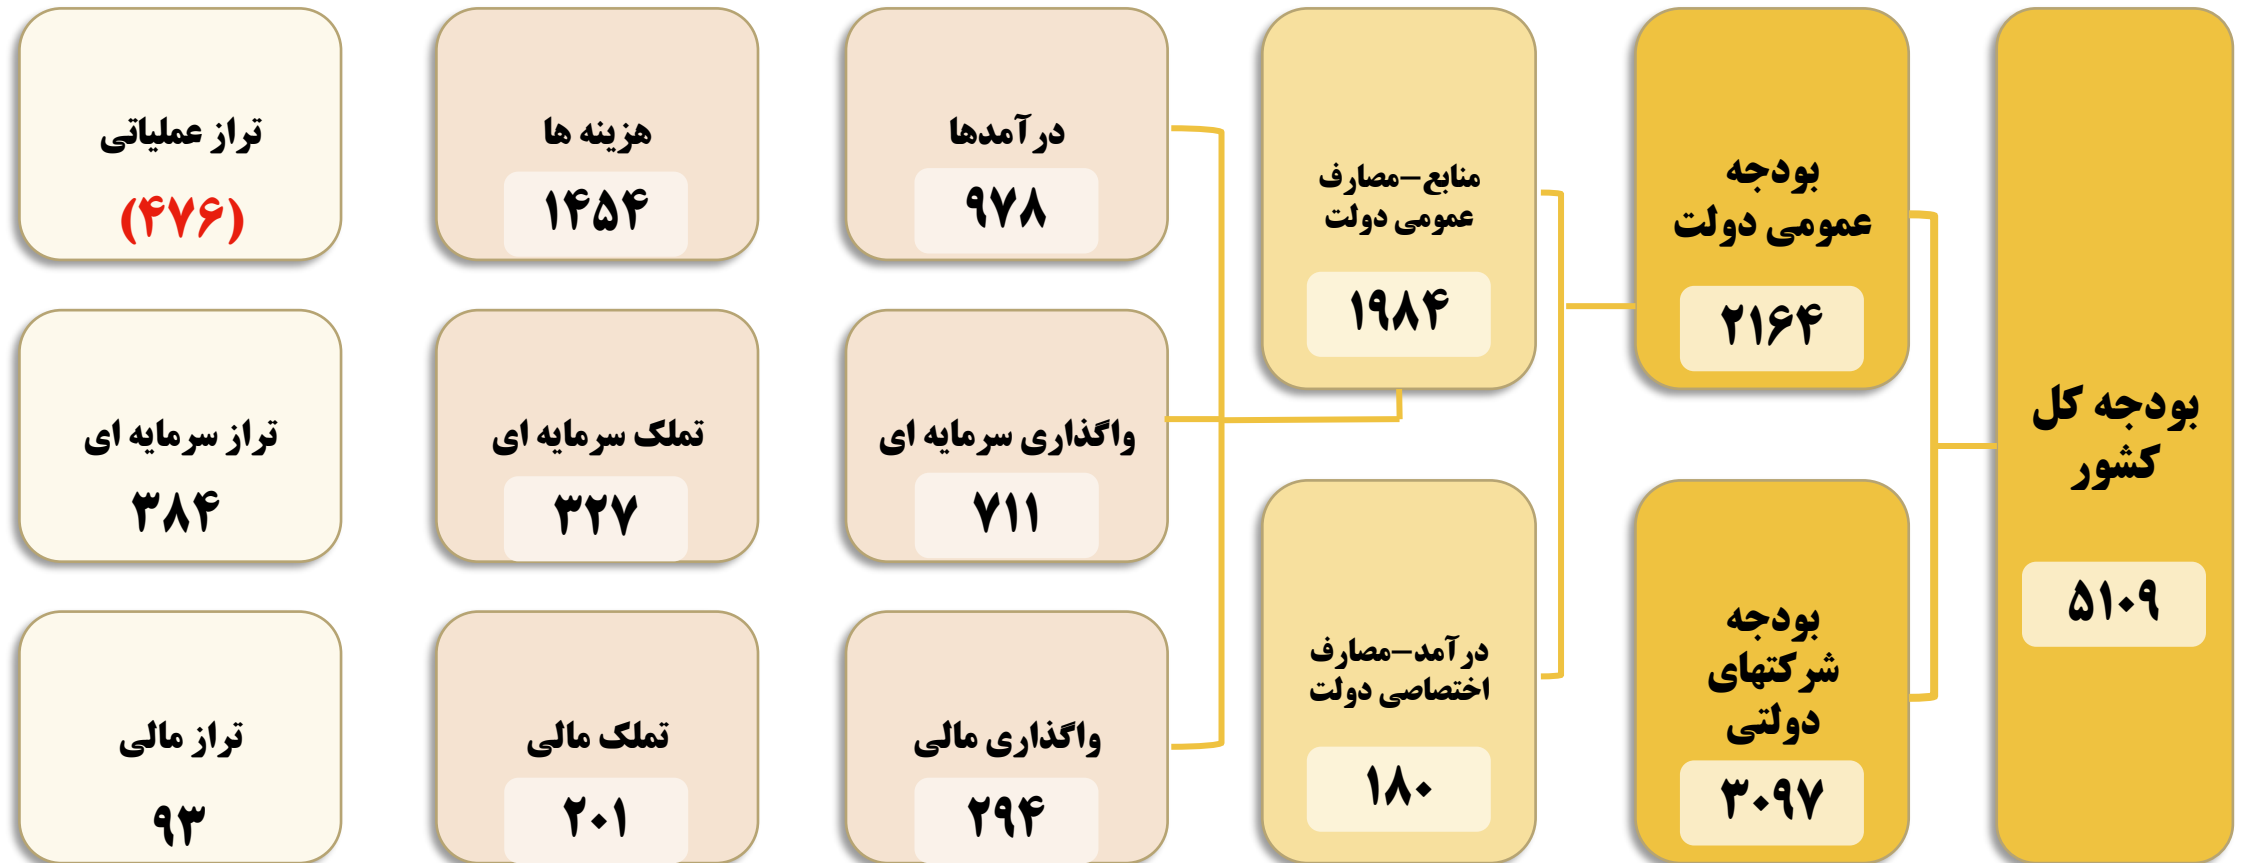 بودجه کل
کشور
۵۱۰۹
بودجه
عمومی دولت
۲۱۶۴
بودجه
شرکتهای
دولتی
۳۰۹۷
منابع-مصارف
عمومی دولت
۱۹۸۴
درآمد-مصارف
اختصاصی دولت
۱۸۰
درآمدها
۹۷۸
هزینه ها
۱۴۵۴
تراز عملیاتی
(۴۷۶)
واگذاری سرمایه ای
۷۱۱
تملک سرمایه ای
۳۲۷
تراز سرمایه ای
۳۸۴
واگذاری مالی
۲۹۴
تملک مالی
۲۰۱
تراز مالی
۹۳